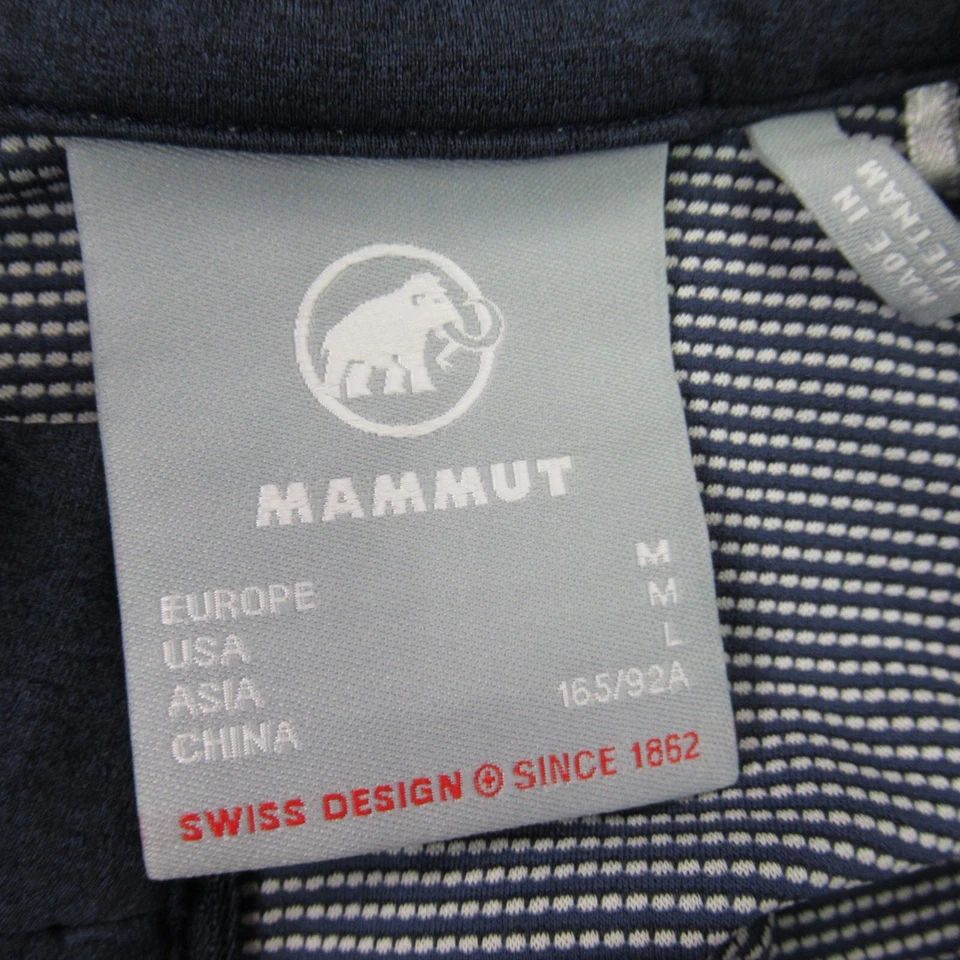 MAMMUT
EUROPE M
USA M
ASIA L
CHINA 165/92A
SWISS DESIGN SINCE 1862
MADE IN
VIETNAM